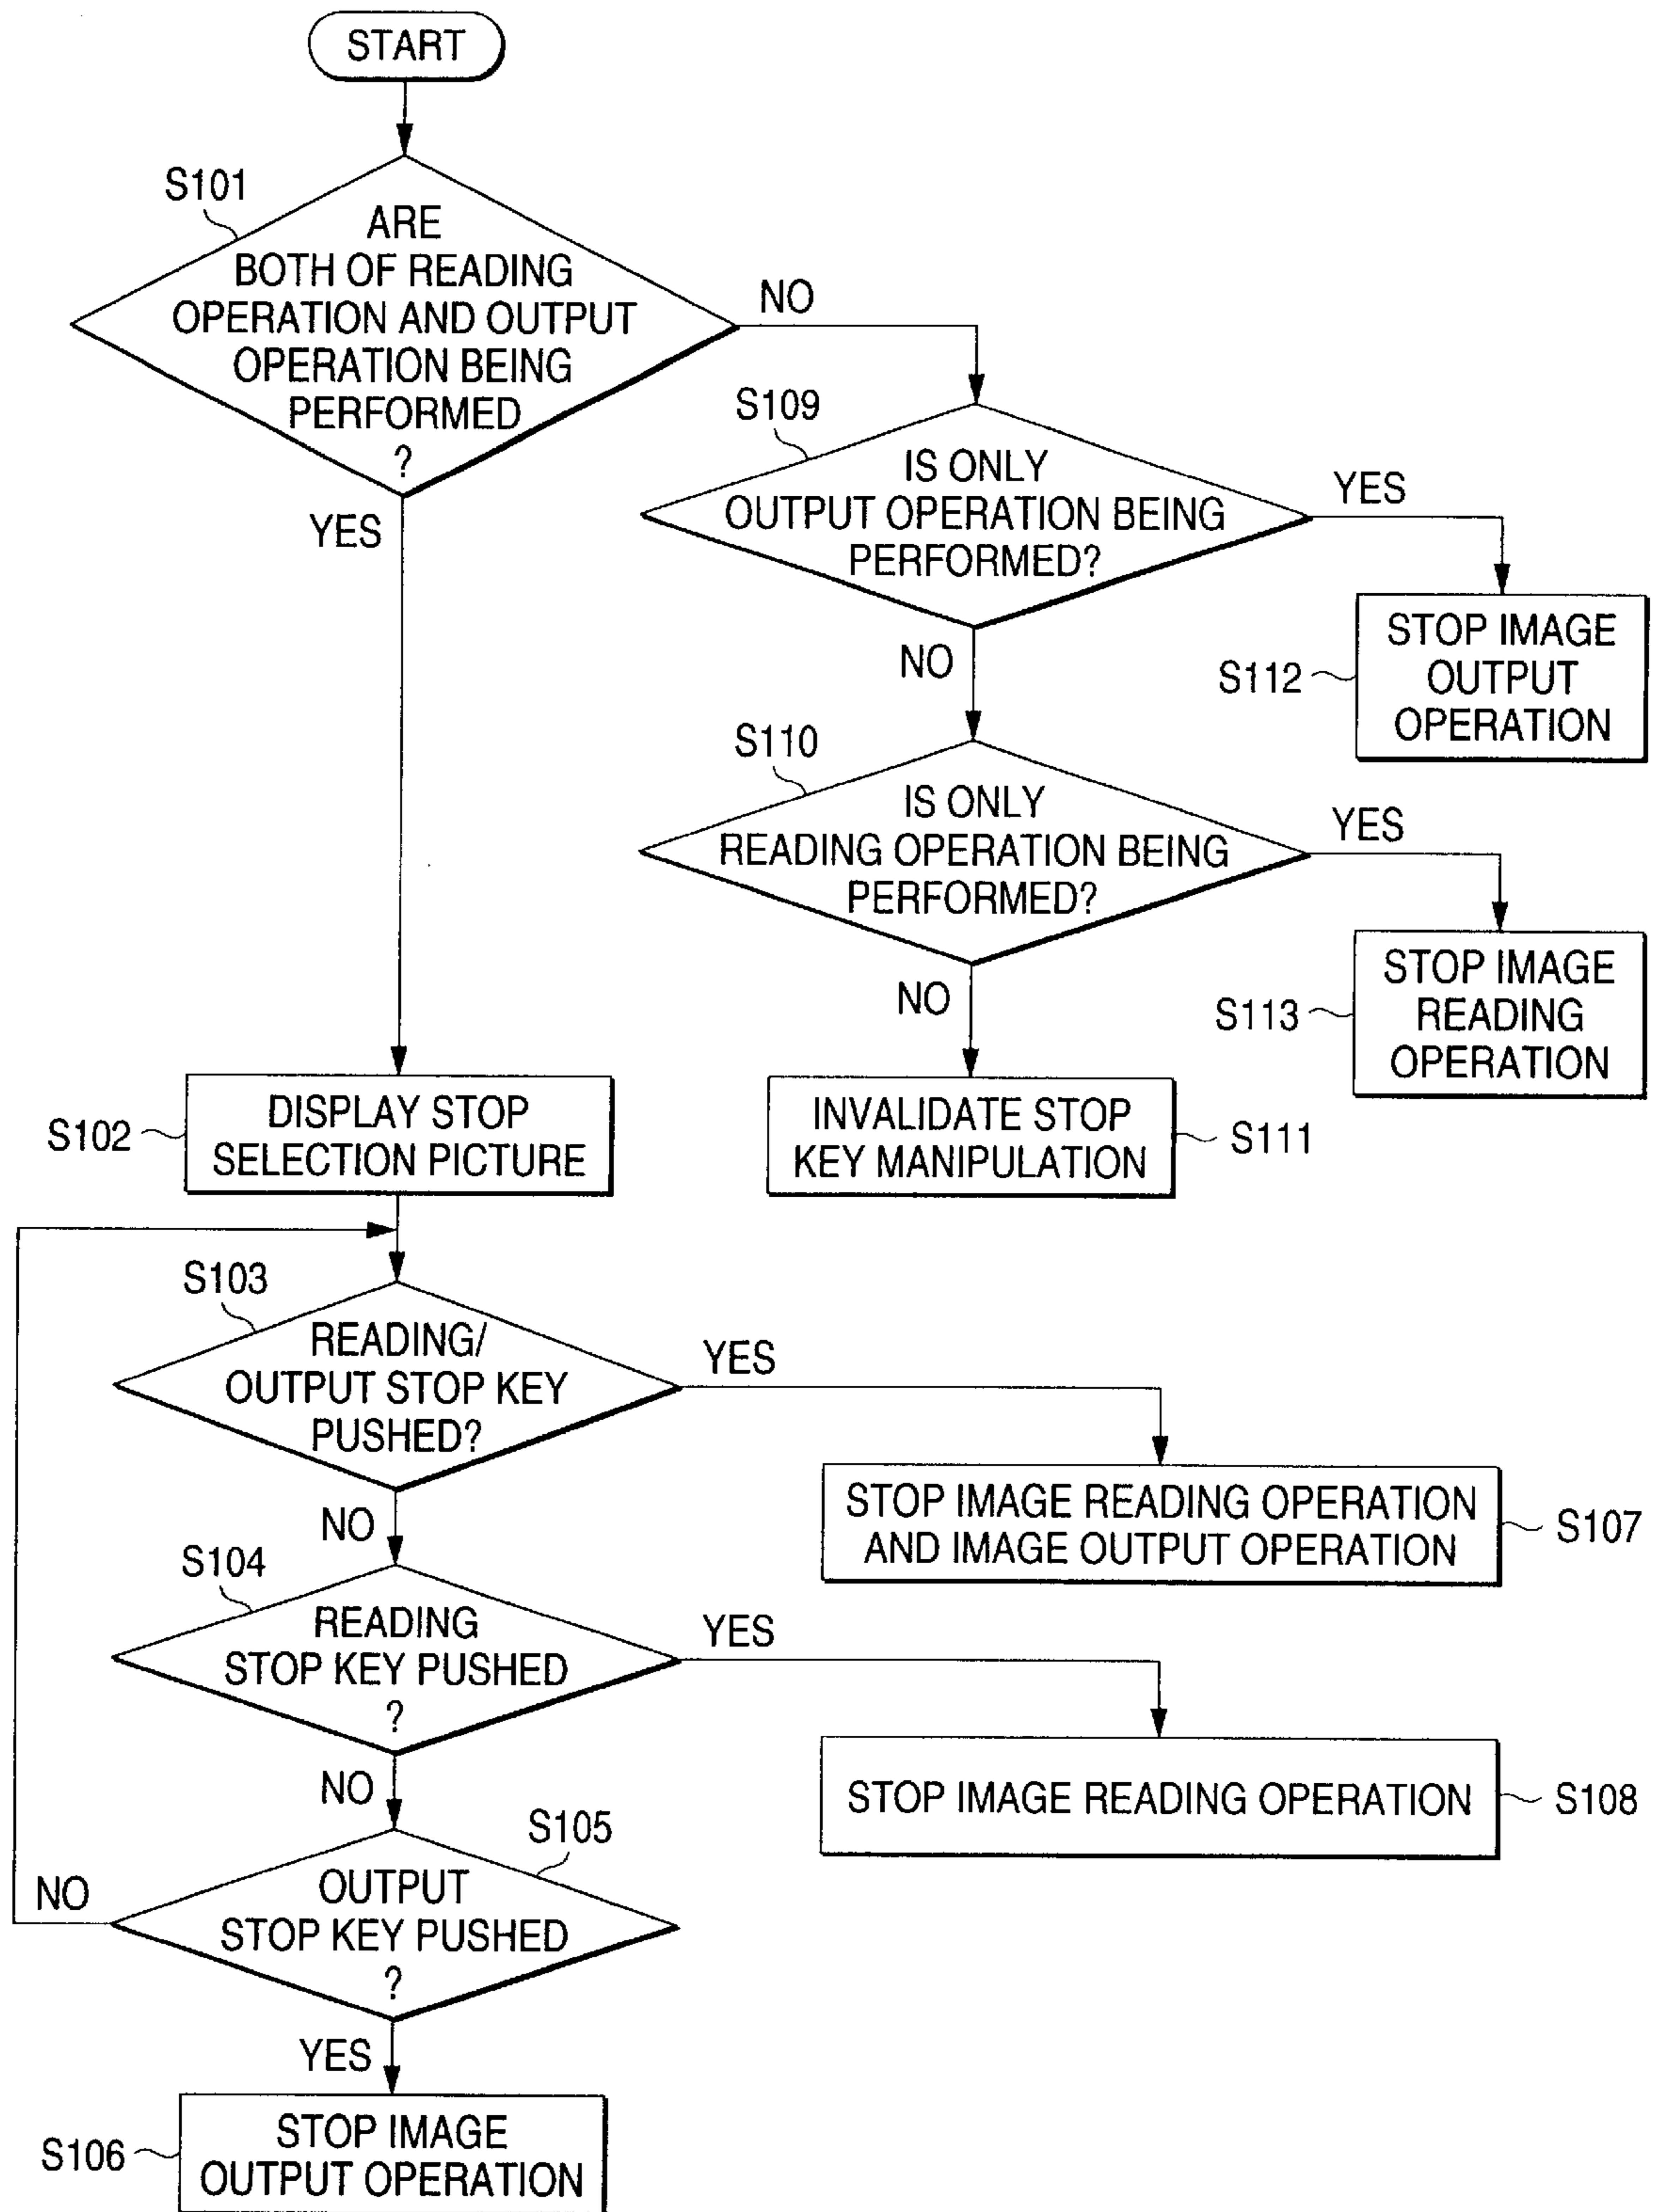 START
S101
ARE
BOTH OF READING
OPERATION AND OUTPUT
OPERATION BEING
PERFORMED
?
NO
YES
S109
IS ONLY
OUTPUT OPERATION BEING
PERFORMED?
YES
NO
S112
STOP IMAGE
OUTPUT
OPERATION
S110
IS ONLY
READING OPERATION BEING
PERFORMED?
YES
NO
S113
STOP IMAGE
READING
OPERATION
S102
DISPLAY STOP
SELECTION PICTURE
INVALIDATE STOP
KEY MANIPULATION
S111
S103
READING/
OUTPUT STOP KEY
PUSHED?
YES
NO
STOP IMAGE READING OPERATION
AND IMAGE OUTPUT OPERATION
S107
S104
READING
STOP KEY PUSHED
?
YES
NO
STOP IMAGE READING OPERATION
S108
S105
OUTPUT
STOP KEY PUSHED
?
NO
YES
S106
STOP IMAGE
OUTPUT OPERATION